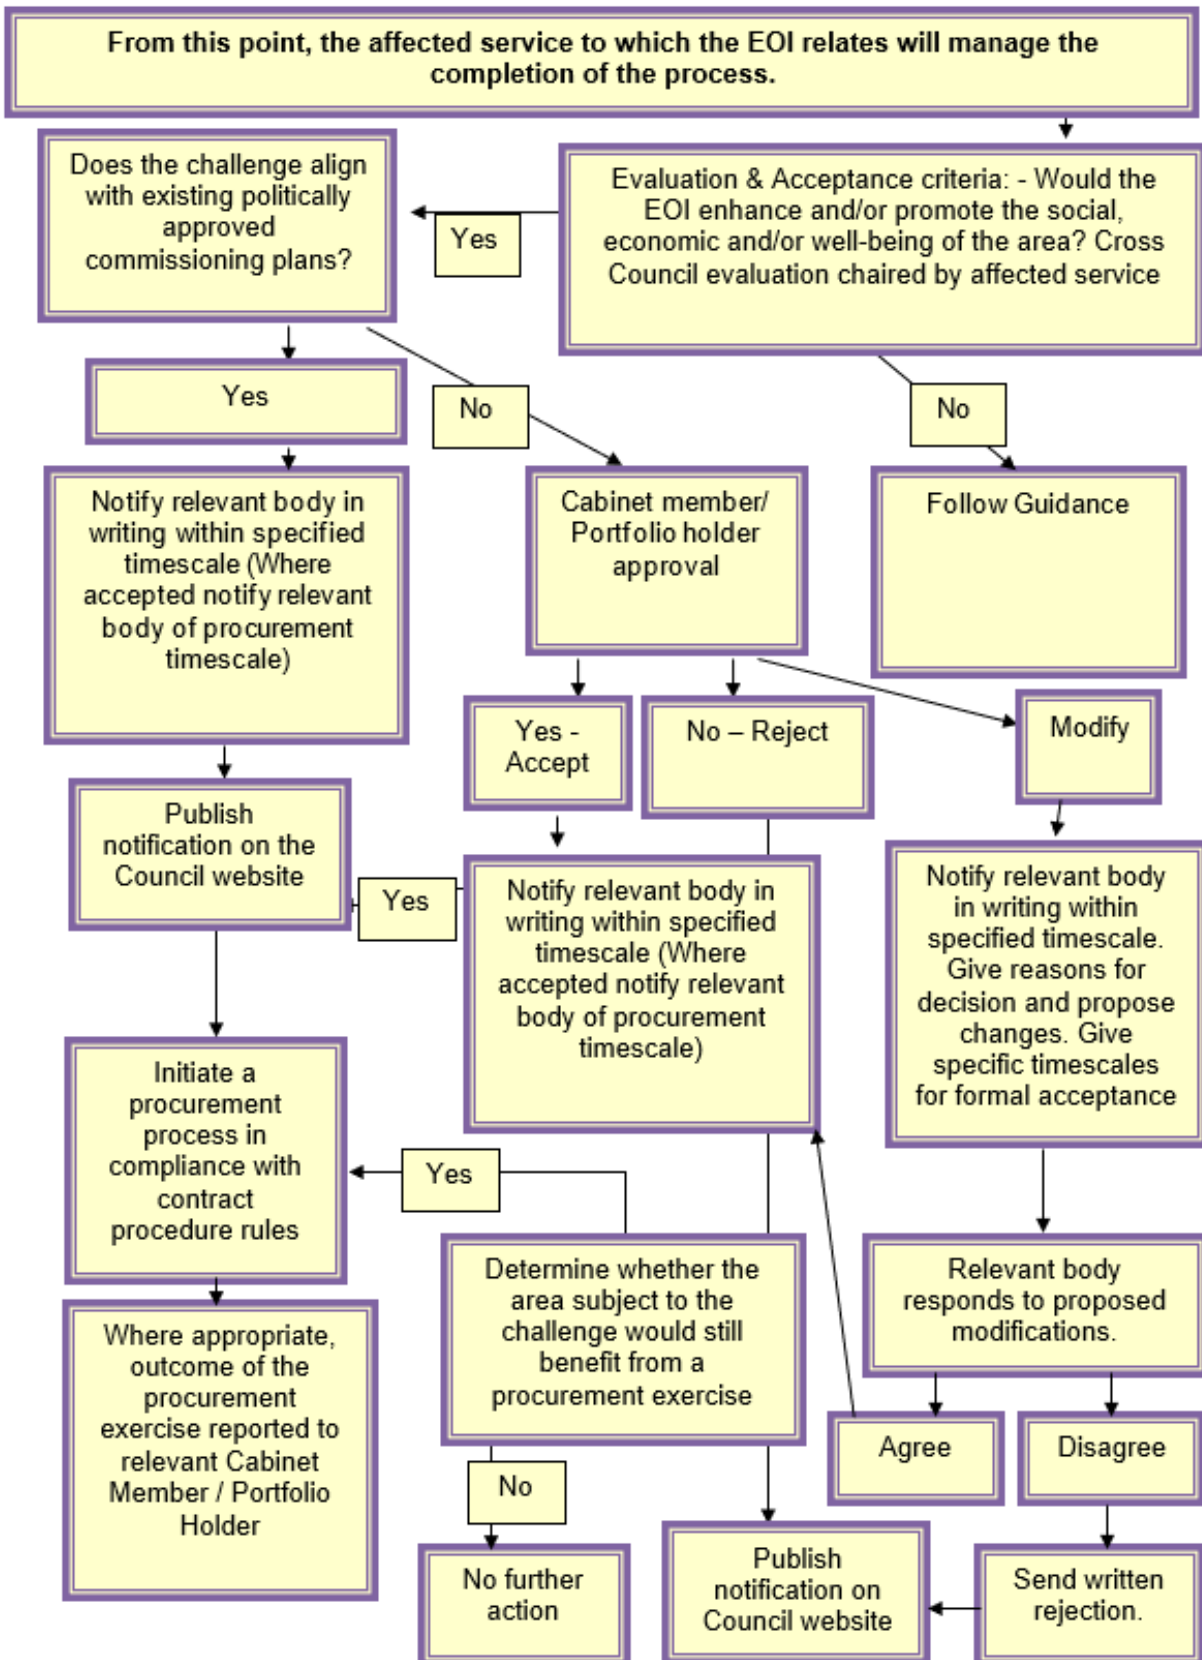 From this point, the affected service to which the EOI relates will manage the
completion of the process.
Does the challenge align
with existing politically
approved
commissioning plans?
Yes
Evaluation & Acceptance criteria: - Would the
EOI enhance and/or promote the social,
economic and/or well-being of the area? Cross
Council evaluation chaired by affected service
Yes
No
No
Notify relevant body in
writing within specified
timescale (Where
accepted notify relevant
body of procurement
timescale)
Cabinet member/
Portfolio holder
approval
Follow Guidance
Yes -
Accept
No – Reject
Modify
Publish
notification on the
Council website
Yes
Notify relevant body in
writing within specified
timescale (Where
accepted notify relevant
body of procurement
timescale)
Notify relevant body
in writing within
specified timescale.
Give reasons for
decision and propose
changes. Give
specific timescales
for formal acceptance
Initiate a
procurement
process in
compliance with
contract
procedure rules
Yes
Determine whether the
area subject to the
challenge would still
benefit from a
procurement exercise
Relevant body
responds to proposed
modifications.
Where appropriate,
outcome of the
procurement
exercise reported to
relevant Cabinet
Member / Portfolio
Holder
No
Agree
Disagree
No further
action
Publish
notification on
Council website
Send written
rejection.